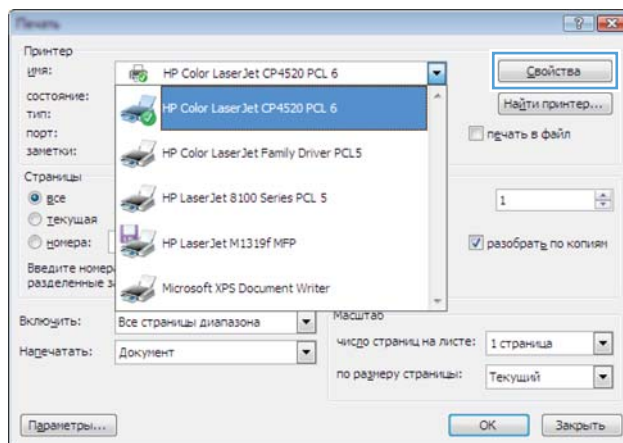 Печать
Принтер
имя:
HP Color LaserJet CP4520 PCL 6
Свойства
состояние:
HP Color LaserJet CP4520 PCL 6
Найти принтер...
тип:
порт:
HP Color LaserJet Family Driver PCL5
печать в файл
заметки:
Страницы
все
HP LaserJet 8100 Series PCL 5
1
текущая
номера:
HP LaserJet M1319f MFP
разобрать по копиям
Введите
разделенные
Microsoft XPS Document Writer
Включить:
Все страницы диапазона
Масштаб
число страниц на листе:
1 страница
Напечатать:
Документ
по размеру страницы:
Текущий
Параметры...
OK
Закрыть